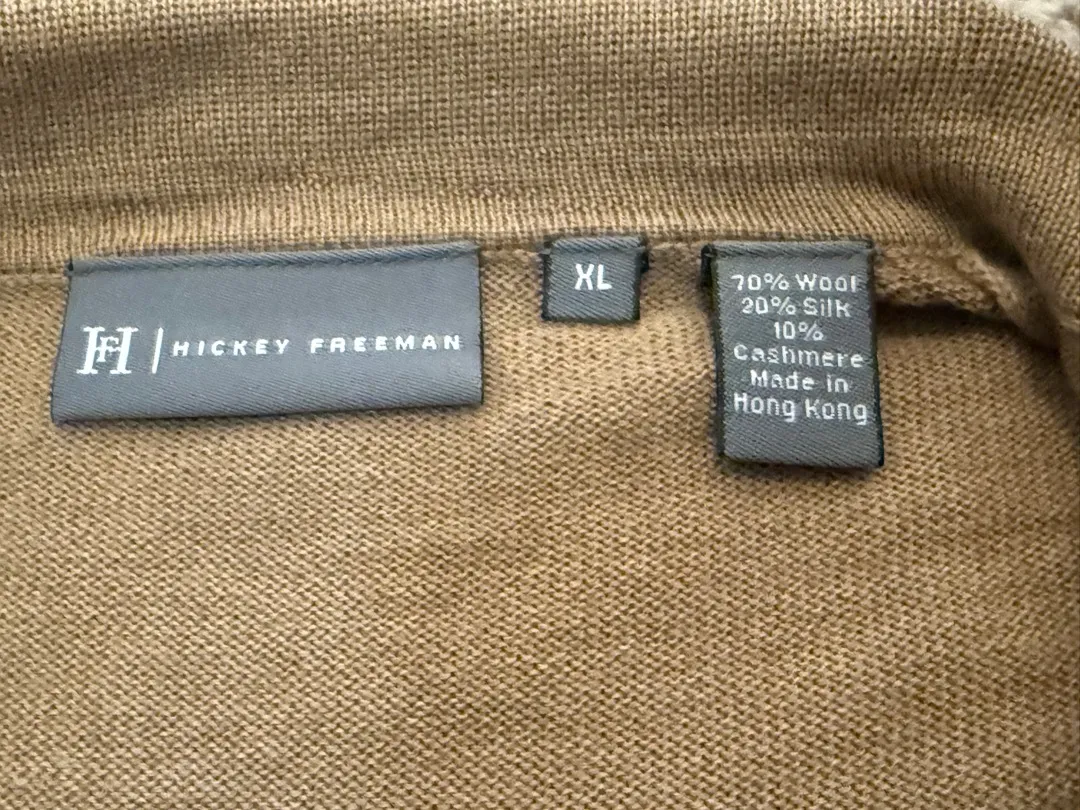 HF | HICKEY FREEMAN
XL
70% Wool
20% Silk
10%
Cashmere
Made in
Hong Kong